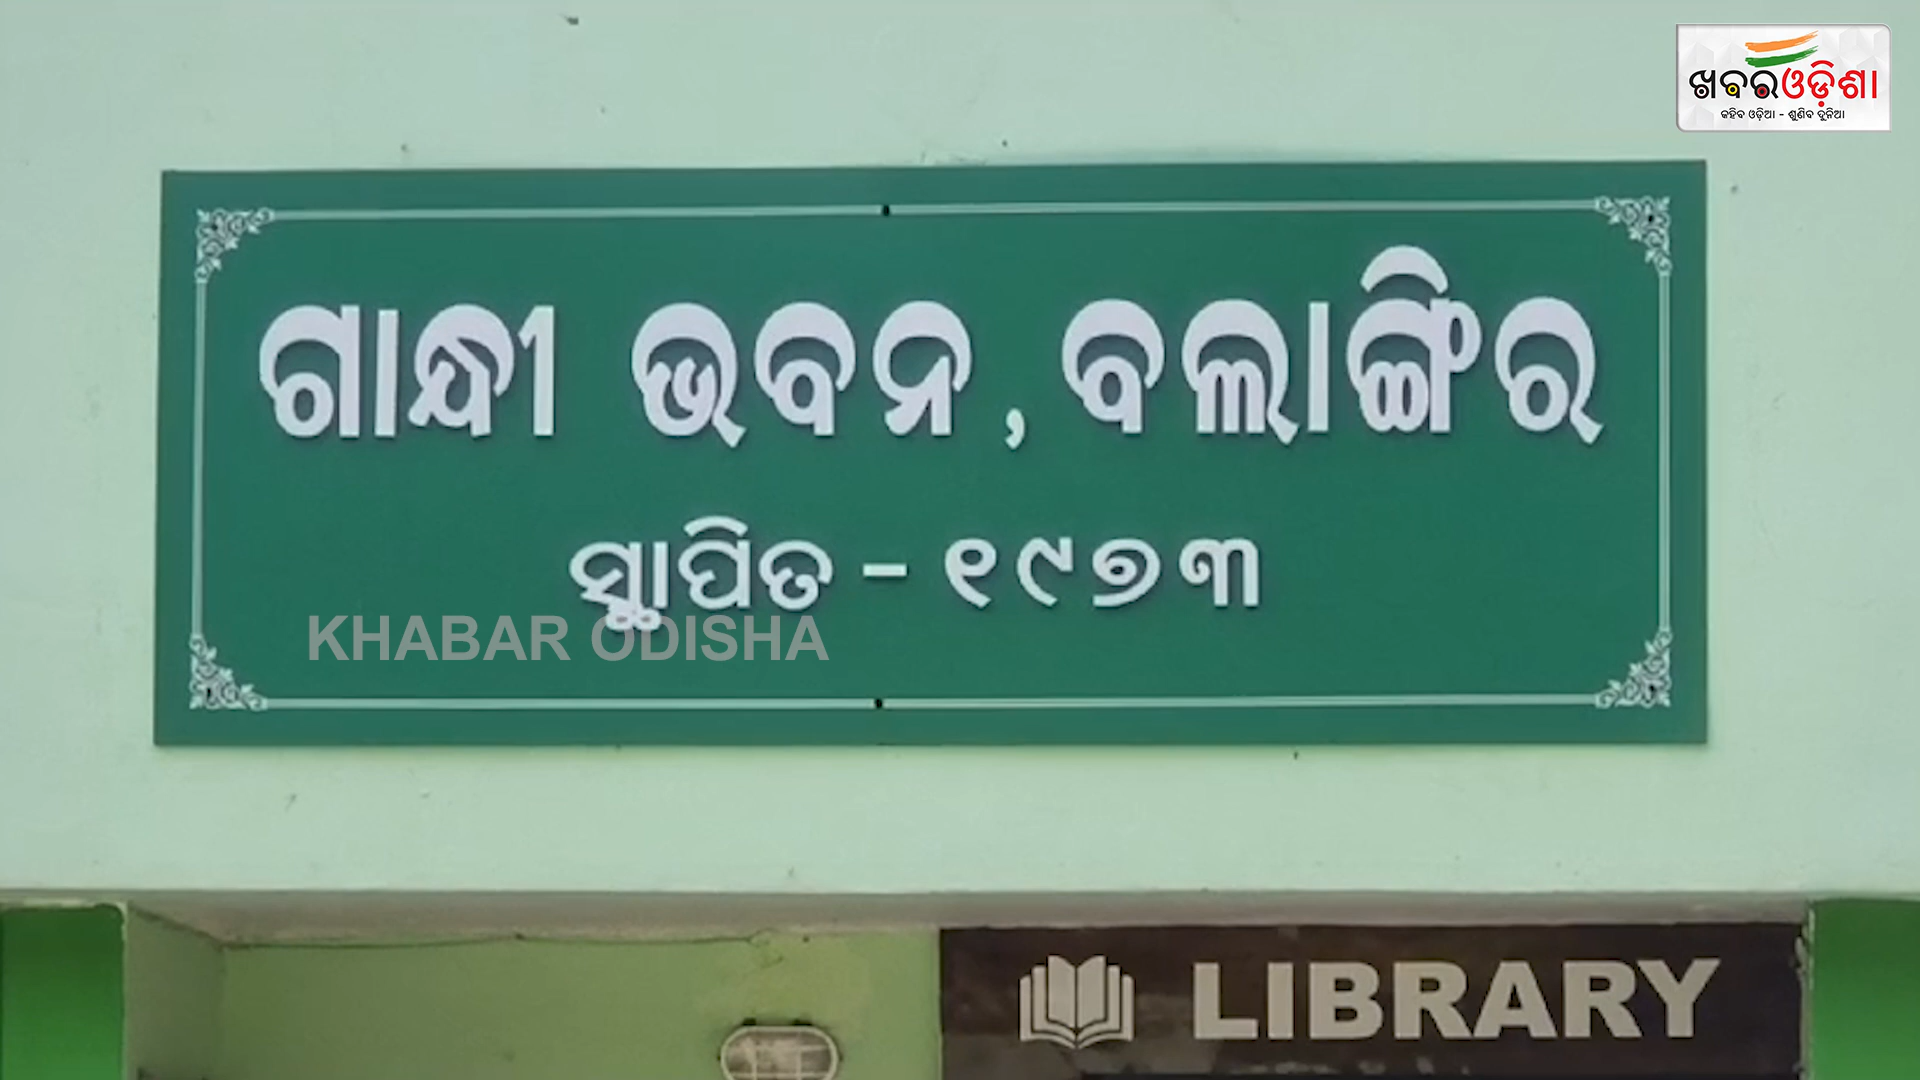 ଖବରଓଡ଼ିଶା
କହିବ ଓଡ଼ିଆ - ଶୁଣିବ ଦୁନିଆ
ଗାନ୍ଧୀ ଭବନ, ବଲାଙ୍ଗିର
ସ୍ଥାପିତ - ୧୯୭୩
KHABAR ODISHA
LIBRARY